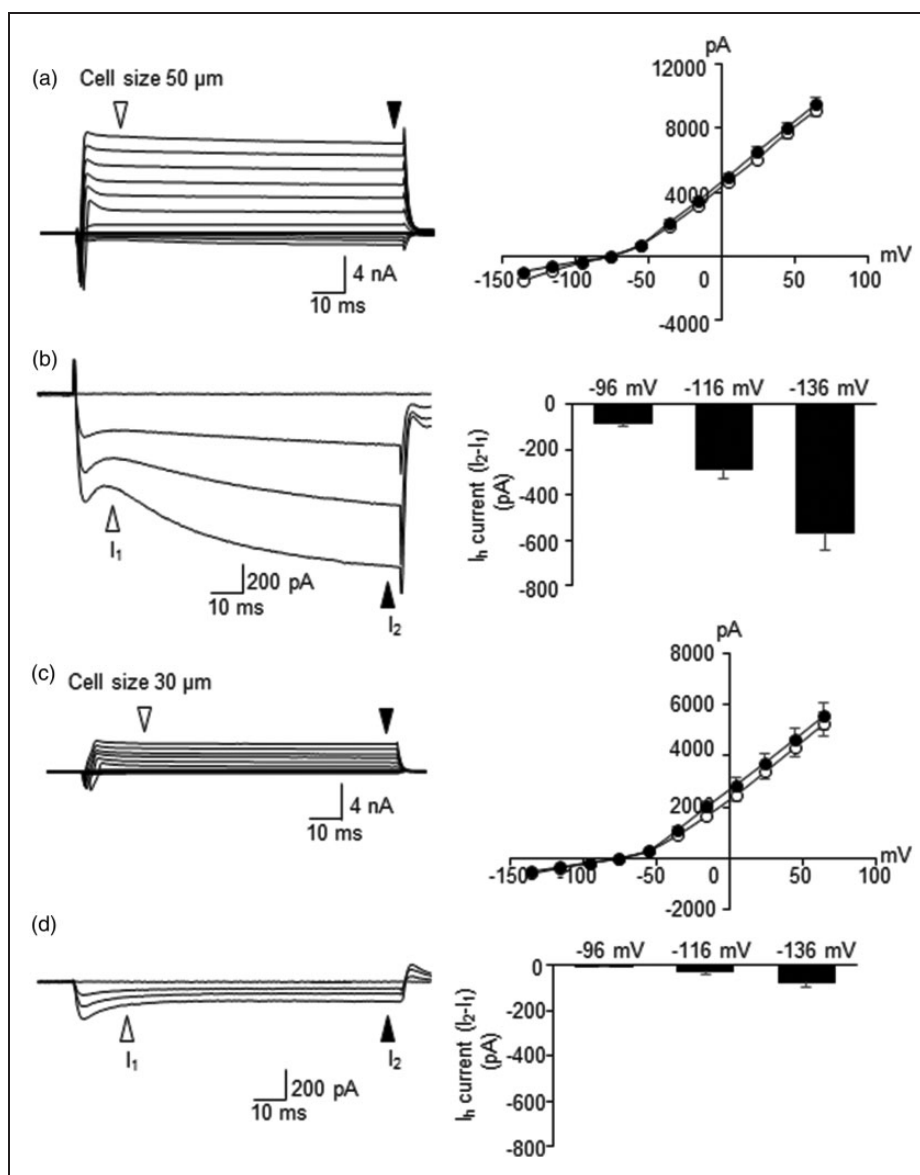 (a)
Cell size 50 µm
4 nA
10 ms
pA
12000
8000
4000
-150 -100 -50 0 50 100
mV
-4000
(b)
I1
I2
200 pA
10 ms
-96 mV -116 mV -136 mV
0
-200
-400
-600
-800
Ih current (I2-I1)
(pA)
(c)
Cell size 30 µm
4 nA
10 ms
pA
8000
6000
4000
2000
-150 -100 -50 0 50 100
mV
-2000
(d)
I1
I2
200 pA
10 ms
-96 mV -116 mV -136 mV
0
-200
-400
-600
-800
Ih current (I2-I1)
(pA)